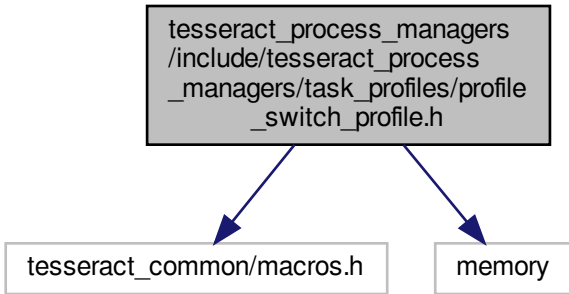 tesseract_process_managers
/include/tesseract_process
_managers/task_profiles/profile
_switch_profile.h
tesseract_common/macros.h
memory